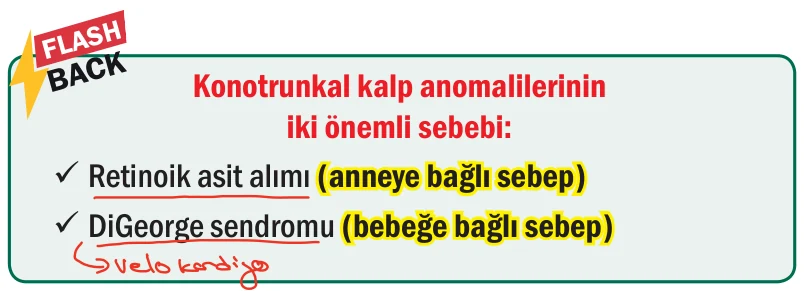 FLASH
BACK
Konotrunkal kalp anomalilerinin
iki önemli sebebi:
✓ Retinoik asit alımı (anneye bağlı sebep)
✓ DiGeorge sendromu (bebeğe bağlı sebep)
velo kardiyo